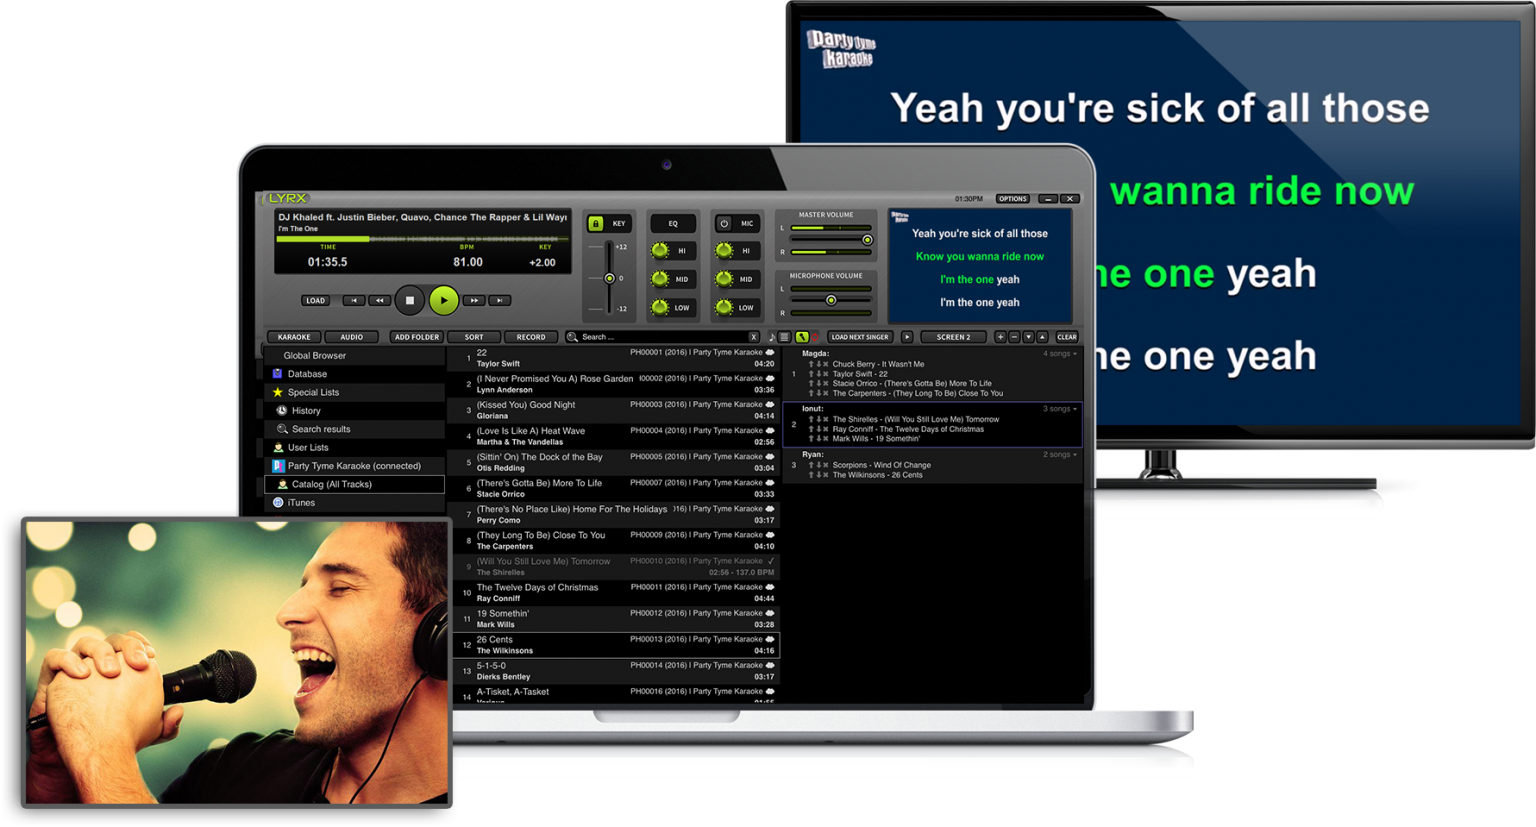 Party tyme
karaoke
Yeah you're sick of all those
wanna ride now
ne one yeah
ne one yeah
LYRX
01:30PM
OPTIONS
DJ Khaled ft. Justin Bieber, Quavo, Chance The Rapper & Lil Wayn
I'm The One
TIME BPM KEY
01:35.5 81.00 +2.00
LOAD
KEY
+12
0
-12
EQ
HI
MID
LOW
MIC
HI
MID
LOW
MASTER VOLUME
L
R
MICROPHONE VOLUME
L
R
Yeah you're sick of all those
Know you wanna ride now
I'm the one yeah
I'm the one yeah
KARAOKE AUDIO ADD FOLDER SORT RECORD Search ... X LOAD NEXT SINGER SCREEN 2 CLEAR
Global Browser
Database
Special Lists
History
Search results
User Lists
Party Tyme Karaoke (connected)
Catalog (All Tracks)
iTunes
1 22 PH00001 (2016) I Party Tyme Karaoke
Taylor Swift 04:20
2 (I Never Promised You A) Rose Garden I00002 (2016) I Party Tyme Karaoke
Lynn Anderson 03:36
3 (Kissed You) Good Night PH00003 (2016) I Party Tyme Karaoke
Gloriana 04:14
4 (Love Is Like A) Heat Wave PH00004 (2016) I Party Tyme Karaoke
Martha & The Vandellas 02:56
5 (Sittin' On) The Dock of the Bay PH00005 (2016) I Party Tyme Karaoke
Otis Redding 03:04
6 (There's Gotta Be) More To Life PH00007 (2016) I Party Tyme Karaoke
Stacie Orrico 03:33
7 (There's No Place Like) Home For The Holidays 16) I Party Tyme Karaoke
Perry Como 03:17
8 (They Long To Be) Close To You PH00009 (2016) I Party Tyme Karaoke
The Carpenters 04:10
9 (Will You Still Love Me) Tomorrow PH00010 (2016) I Party Tyme Karaoke
The Shirelles 02:56 - 137.0 BPM
10 The Twelve Days of Christmas PH00011 (2016) I Party Tyme Karaoke
Ray Conniff 04:44
11 19 Somethin' PH00012 (2016) I Party Tyme Karaoke
Mark Wills 03:28
12 26 Cents PH00013 (2016) I Party Tyme Karaoke
The Wilkinsons 04:16
13 5-1-5-0 PH00014 (2016) I Party Tyme Karaoke
Dierks Bentley 03:17
14 A-Tisket, A-Tasket PH00016 (2016) I Party Tyme Karaoke
Magda: 4 songs
1 Chuck Berry - It Wasn't Me
Taylor Swift - 22
Stacie Orrico - (There's Gotta Be) More To Life
The Carpenters - (They Long To Be) Close To You
Ionut: 3 songs
2 The Shirelles - (Will You Still Love Me) Tomorrow
Ray Conniff - The Twelve Days of Christmas
Mark Wills - 19 Somethin'
Ryan: 2 songs
3 Scorpions - Wind Of Change
The Wilkinsons - 26 Cents